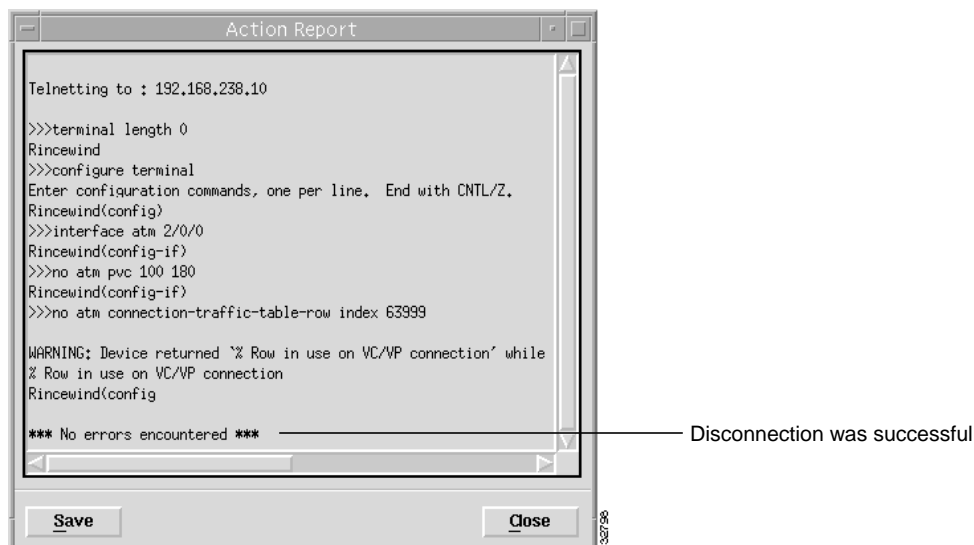 Action Report
Telnetting to : 192.168.238.10
>>>terminal length 0
Rincewind
>>>configure terminal
Enter configuration commands, one per line. End with CNTL/Z.
Rincewind(config)
>>>interface atm 2/0/0
Rincewind(config-if)
>>>no atm pvc 100 180
Rincewind(config-if)
>>>no atm connection-traffic-table-row index 63999
WARNING: Device returned `% Row in use on VC/VP connection' while
% Row in use on VC/VP connection
Rincewind(config
*** No errors encountered ***
Disconnection was successful
Save
Close
32796